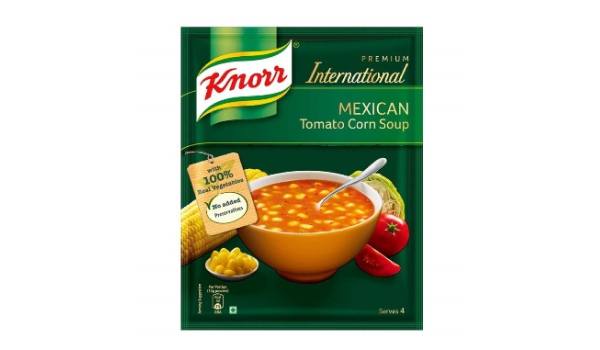 Knorr
PREMIUM
International
MEXICAN
Tomato Corn Soup
with
100%
Real Vegetables
No added
Preservatives
Serves 4